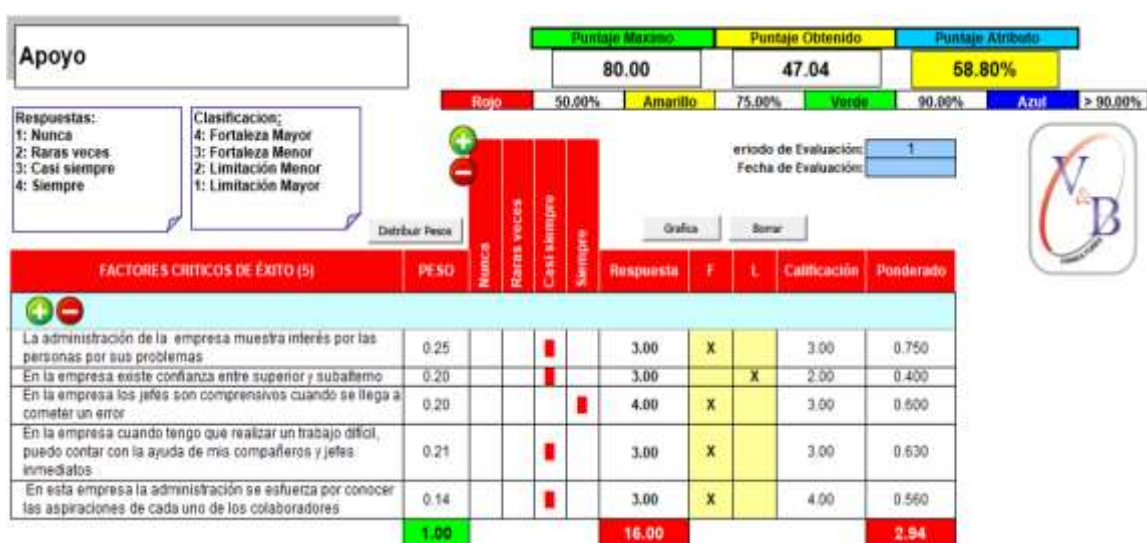 Apoyo
Puntaje Maximo Puntaje Obtenido Puntaje Atributo
80.00 47.04 58.80%
Rojo 50.00% Amarillo 75.00% Verde 90.00% Azul > 90.00%
Respuestas:
1: Nunca
2: Raras veces
3: Casi siempre
4: Siempre
Clasificacion:
4: Fortaleza Mayor
3: Fortaleza Menor
2: Limitación Menor
1: Limitación Mayor
eriodo de Evaluación: 1
Fecha de Evaluación:
V&B
CONSULTORES
Distribuir Pesos
Grafica Borrar
FACTORES CRITICOS DE ÉXITO (5) PESO Nunca Raras veces Casi siempre Siempre Respuesta F L Calificación Ponderado
La administración de la empresa muestra interés por las
personas por sus problemas 0.25 3.00 X 3.00 0.750
En la empresa existe confianza entre superior y subalterno 0.20 3.00 X 2.00 0.400
En la empresa los jefes son comprensivos cuando se llega a
cometer un error 0.20 4.00 X 3.00 0.600
En la empresa cuando tengo que realizar un trabajo difícil,
puedo contar con la ayuda de mis compañeros y jefes
inmediatos 0.21 3.00 X 3.00 0.630
En esta empresa la administración se esfuerza por conocer
las aspiraciones de cada uno de los colaboradores 0.14 3.00 X 4.00 0.560
1.00 16.00 2.94